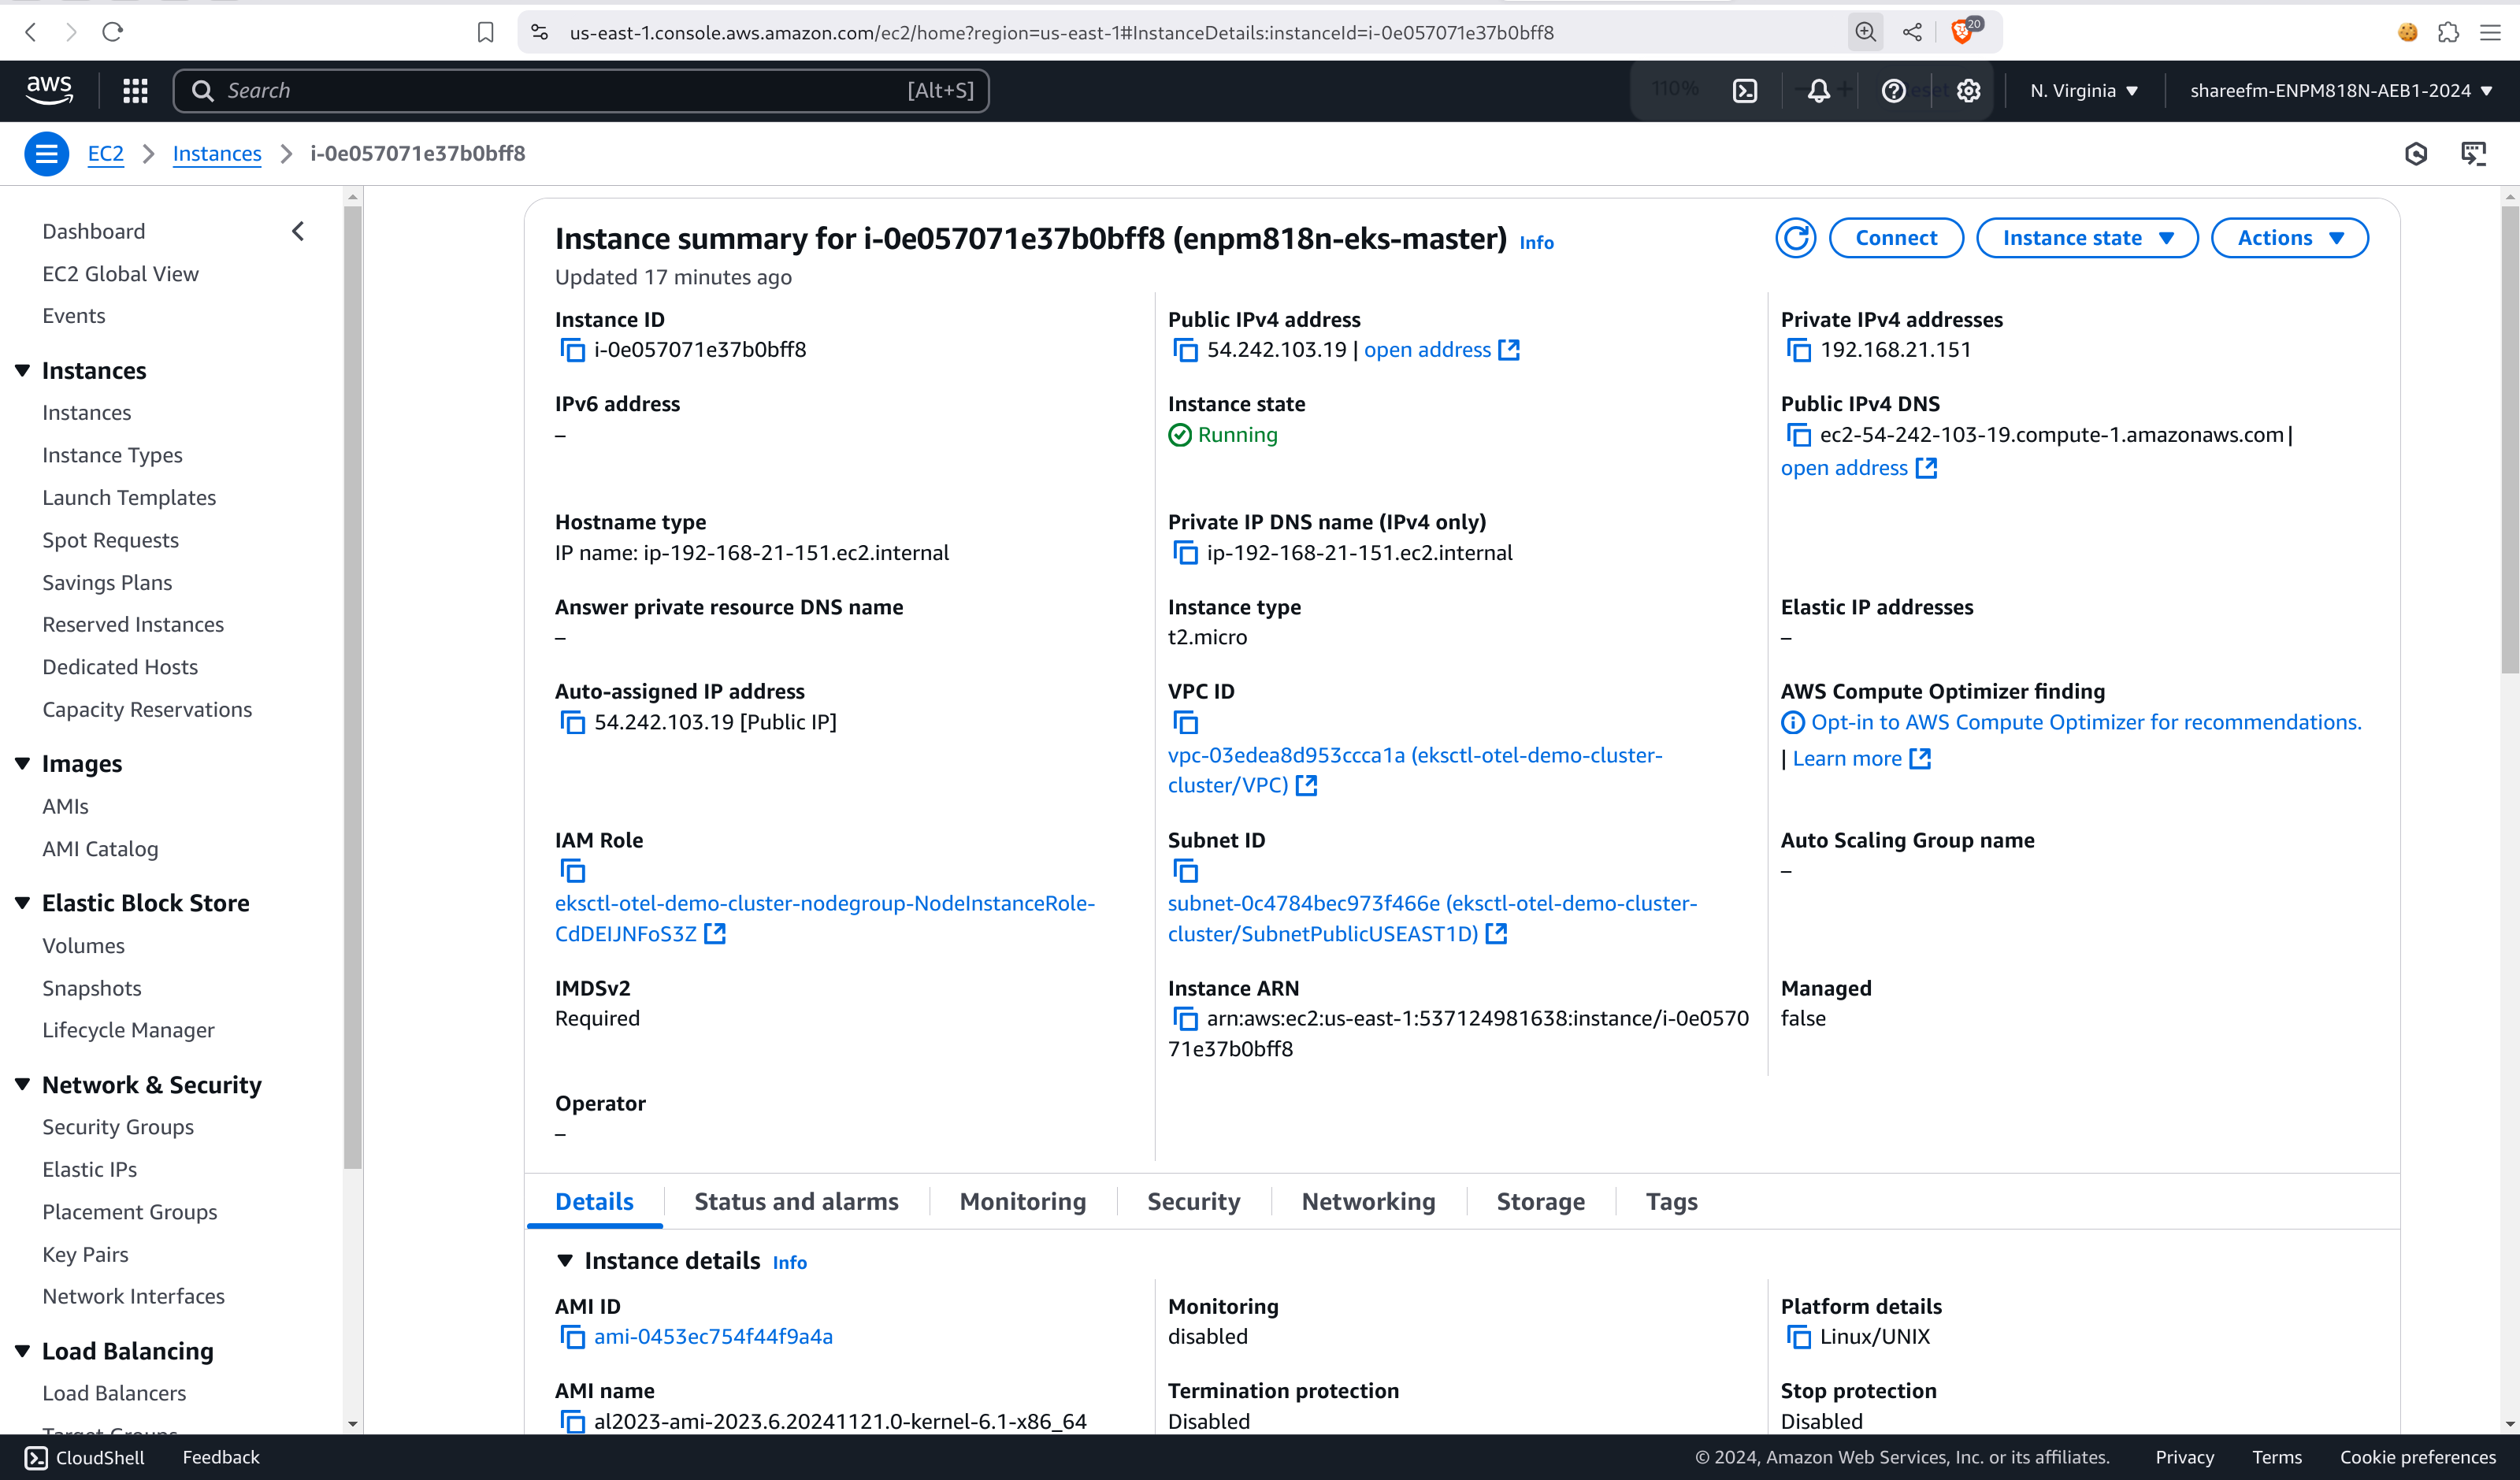 us-east-1.console.aws.amazon.com/ec2/home?region=us-east-1#InstanceDetails:instanceId=i-0e057071e37b0bff8
20
aws
Search
[Alt+S]
110%
N. Virginia
shareefm-ENPM818N-AEB1-2024
EC2
Instances
i-0e057071e37b0bff8
Dashboard
EC2 Global View
Events
Instances
Instances
Instance Types
Launch Templates
Spot Requests
Savings Plans
Reserved Instances
Dedicated Hosts
Capacity Reservations
Images
AMIs
AMI Catalog
Elastic Block Store
Volumes
Snapshots
Lifecycle Manager
Network & Security
Security Groups
Elastic IPs
Placement Groups
Key Pairs
Network Interfaces
Load Balancing
Load Balancers
Target Groups
Instance summary for i-0e057071e37b0bff8 (enpm818n-eks-master) Info
Updated 17 minutes ago
Connect
Instance state
Actions
Instance ID
i-0e057071e37b0bff8
Public IPv4 address
54.242.103.19 | open address
Private IPv4 addresses
192.168.21.151
IPv6 address
–
Instance state
Running
Public IPv4 DNS
ec2-54-242-103-19.compute-1.amazonaws.com |
open address
Hostname type
IP name: ip-192-168-21-151.ec2.internal
Private IP DNS name (IPv4 only)
ip-192-168-21-151.ec2.internal
Answer private resource DNS name
–
Instance type
t2.micro
Elastic IP addresses
–
Auto-assigned IP address
54.242.103.19 [Public IP]
VPC ID
vpc-03edea8d953ccca1a (eksctl-otel-demo-cluster-
cluster/VPC)
AWS Compute Optimizer finding
Opt-in to AWS Compute Optimizer for recommendations.
| Learn more
IAM Role
eksctl-otel-demo-cluster-nodegroup-NodeInstanceRole-
CdDEIJNFoS3Z
Subnet ID
subnet-0c4784bec973f466e (eksctl-otel-demo-cluster-
cluster/SubnetPublicUSEAST1D)
Auto Scaling Group name
–
IMDSv2
Required
Instance ARN
arn:aws:ec2:us-east-1:537124981638:instance/i-0e0570
71e37b0bff8
Managed
false
Operator
–
Details
Status and alarms
Monitoring
Security
Networking
Storage
Tags
Instance details Info
AMI ID
ami-0453ec754f44f9a4a
Monitoring
disabled
Platform details
Linux/UNIX
AMI name
al2023-ami-2023.6.20241121.0-kernel-6.1-x86_64
Termination protection
Disabled
Stop protection
Disabled
CloudShell
Feedback
© 2024, Amazon Web Services, Inc. or its affiliates.
Privacy
Terms
Cookie preferences